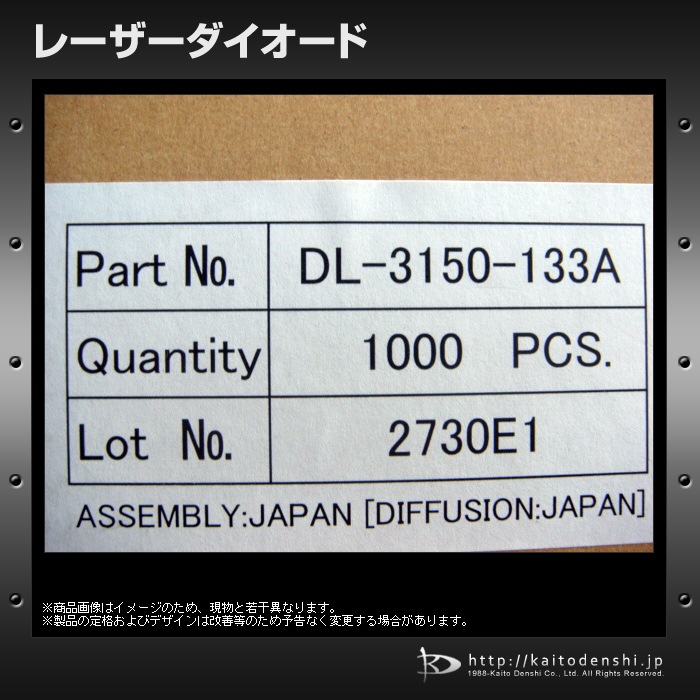 レーザーダイオード
Part No. DL-3150-133A
Quantity 1000 PCS.
Lot No. 2730E1
ASSEMBLY:JAPAN [DIFFUSION:JAPAN]
※商品画像はイメージのため、現物と若干異なります。
※製品の定格およびデザインは改善等のため予告なく変更する場合があります。
http://kaitodenshi.jp
1988-Kaito Denshi Co., Ltd. All Rights Reserved.